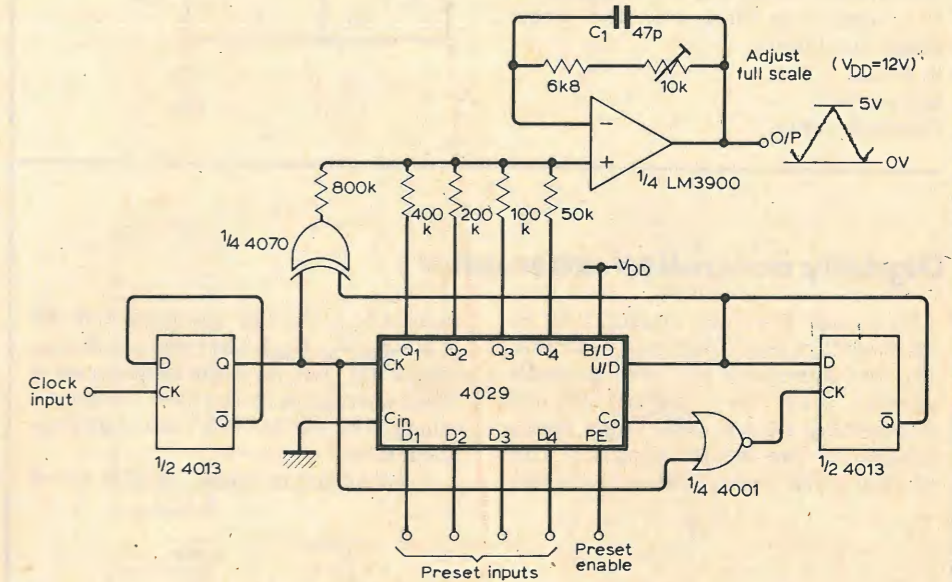 C1 47p
6k8
10k
Adjust
full scale
(VDD=12V)
5V
0V
O/P
−
+
1/4 LM3900
800k
400
k
200
k
100
k
50k
1/4 4070
VDD
D
Q
CK
Q̅
Clock
input
1/2 4013
Q1 Q2 Q3 Q4 B/D
CK
U/D
4029
Cin
Co
D1 D2 D3 D4 PE
1/4 4001
D
CK
Q̅
1/2 4013
Preset inputs
Preset
enable